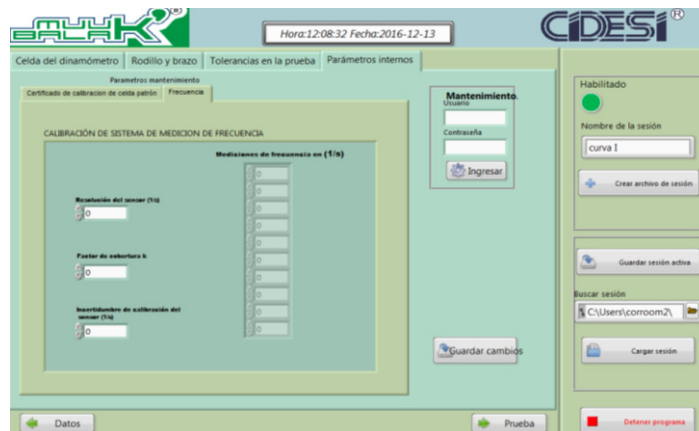 MUUK BALAK
Hora:12:08:32 Fecha:2016-12-13
CIDESI®
Celda del dinamómetro
Rodillo y brazo
Tolerancias en la prueba
Parámetros internos
Parametros mantenimiento
Certificado de calibracion de celda patrón
Frecuencia
CALIBRACIÓN DE SISTEMA DE MEDICION DE FRECUENCIA
Mediciones de frecuencia en (1/s)
0
0
0
0
0
0
0
0
0
0
Resolución del sensor (1/s)
0
Factor de cobertura k
0
Insertidumbre de calibración del
sensor (1/s)
0
Mantenimiento.
Usuario
Contraseña
Ingresar
Guardar cambios
Habilitado
Nombre de la sesión
curva I
Crear archivo de sesión
Guardar sesión activa
Buscar sesión
C:\Users\corroom2\
Cargar sesión
Datos
Prueba
Detener programa